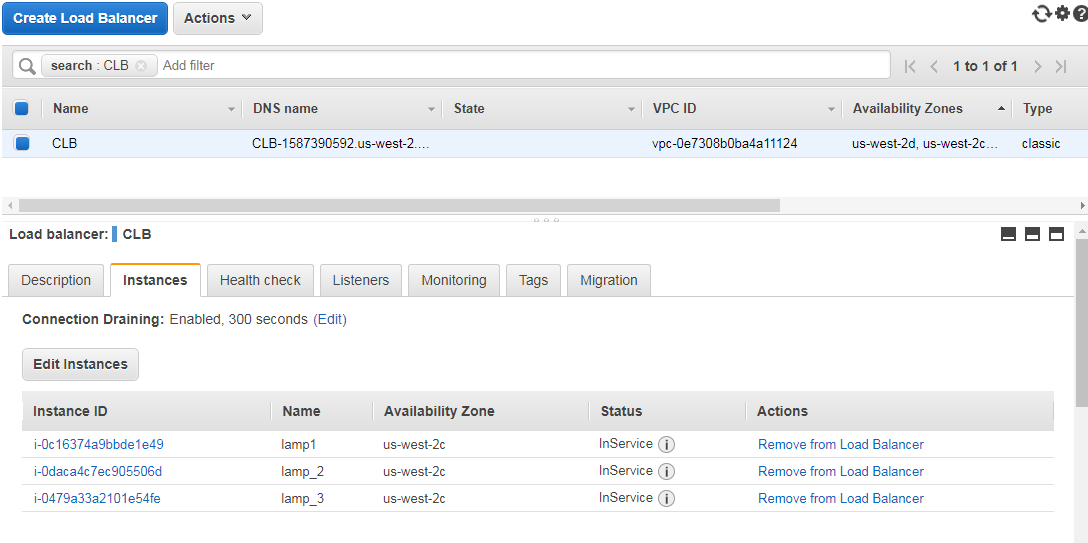 Create Load Balancer Actions
search : CLB Add filter 1 to 1 of 1
Name DNS name State VPC ID Availability Zones Type
CLB CLB-1587390592.us-west-2.... vpc-0e7308b0ba4a11124 us-west-2d, us-west-2c... classic
Load balancer: CLB
Description Instances Health check Listeners Monitoring Tags Migration
Connection Draining: Enabled, 300 seconds (Edit)
Edit Instances
Instance ID Name Availability Zone Status Actions
i-0c16374a9bbde1e49 lamp1 us-west-2c InService Remove from Load Balancer
i-0daca4c7ec905506d lamp_2 us-west-2c InService Remove from Load Balancer
i-0479a33a2101e54fe lamp_3 us-west-2c InService Remove from Load Balancer